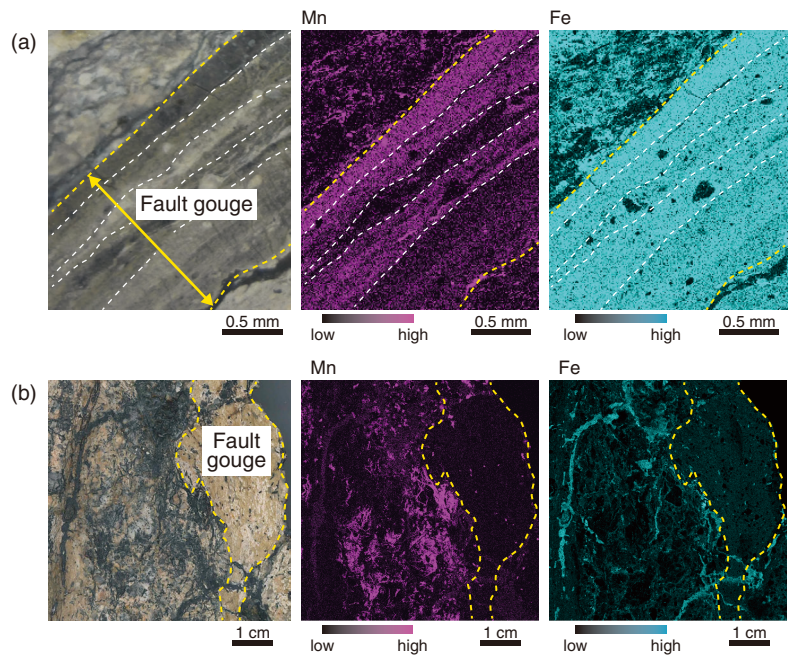 Mn
Fe
(a)
Fault gouge
0.5 mm
low
high
0.5 mm
low
high
0.5 mm
(b)
Mn
Fe
Fault
gouge
1 cm
low
high
1 cm
low
high
1 cm